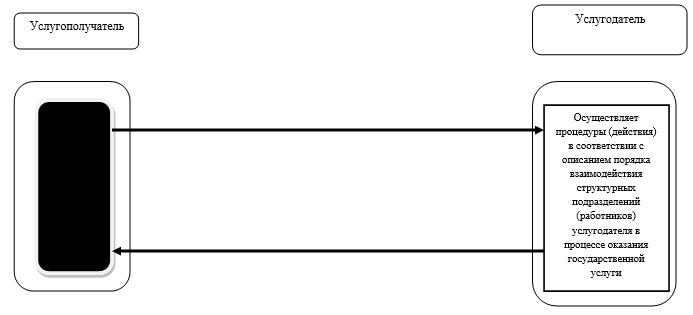 Услугополучатель
Услугодатель
Осуществляет
процедуры (действия)
в соответствии с
описанием порядка
взаимодействия
структурных
подразделений
(работников)
услугодателя в
процессе оказания
государственной
услуги